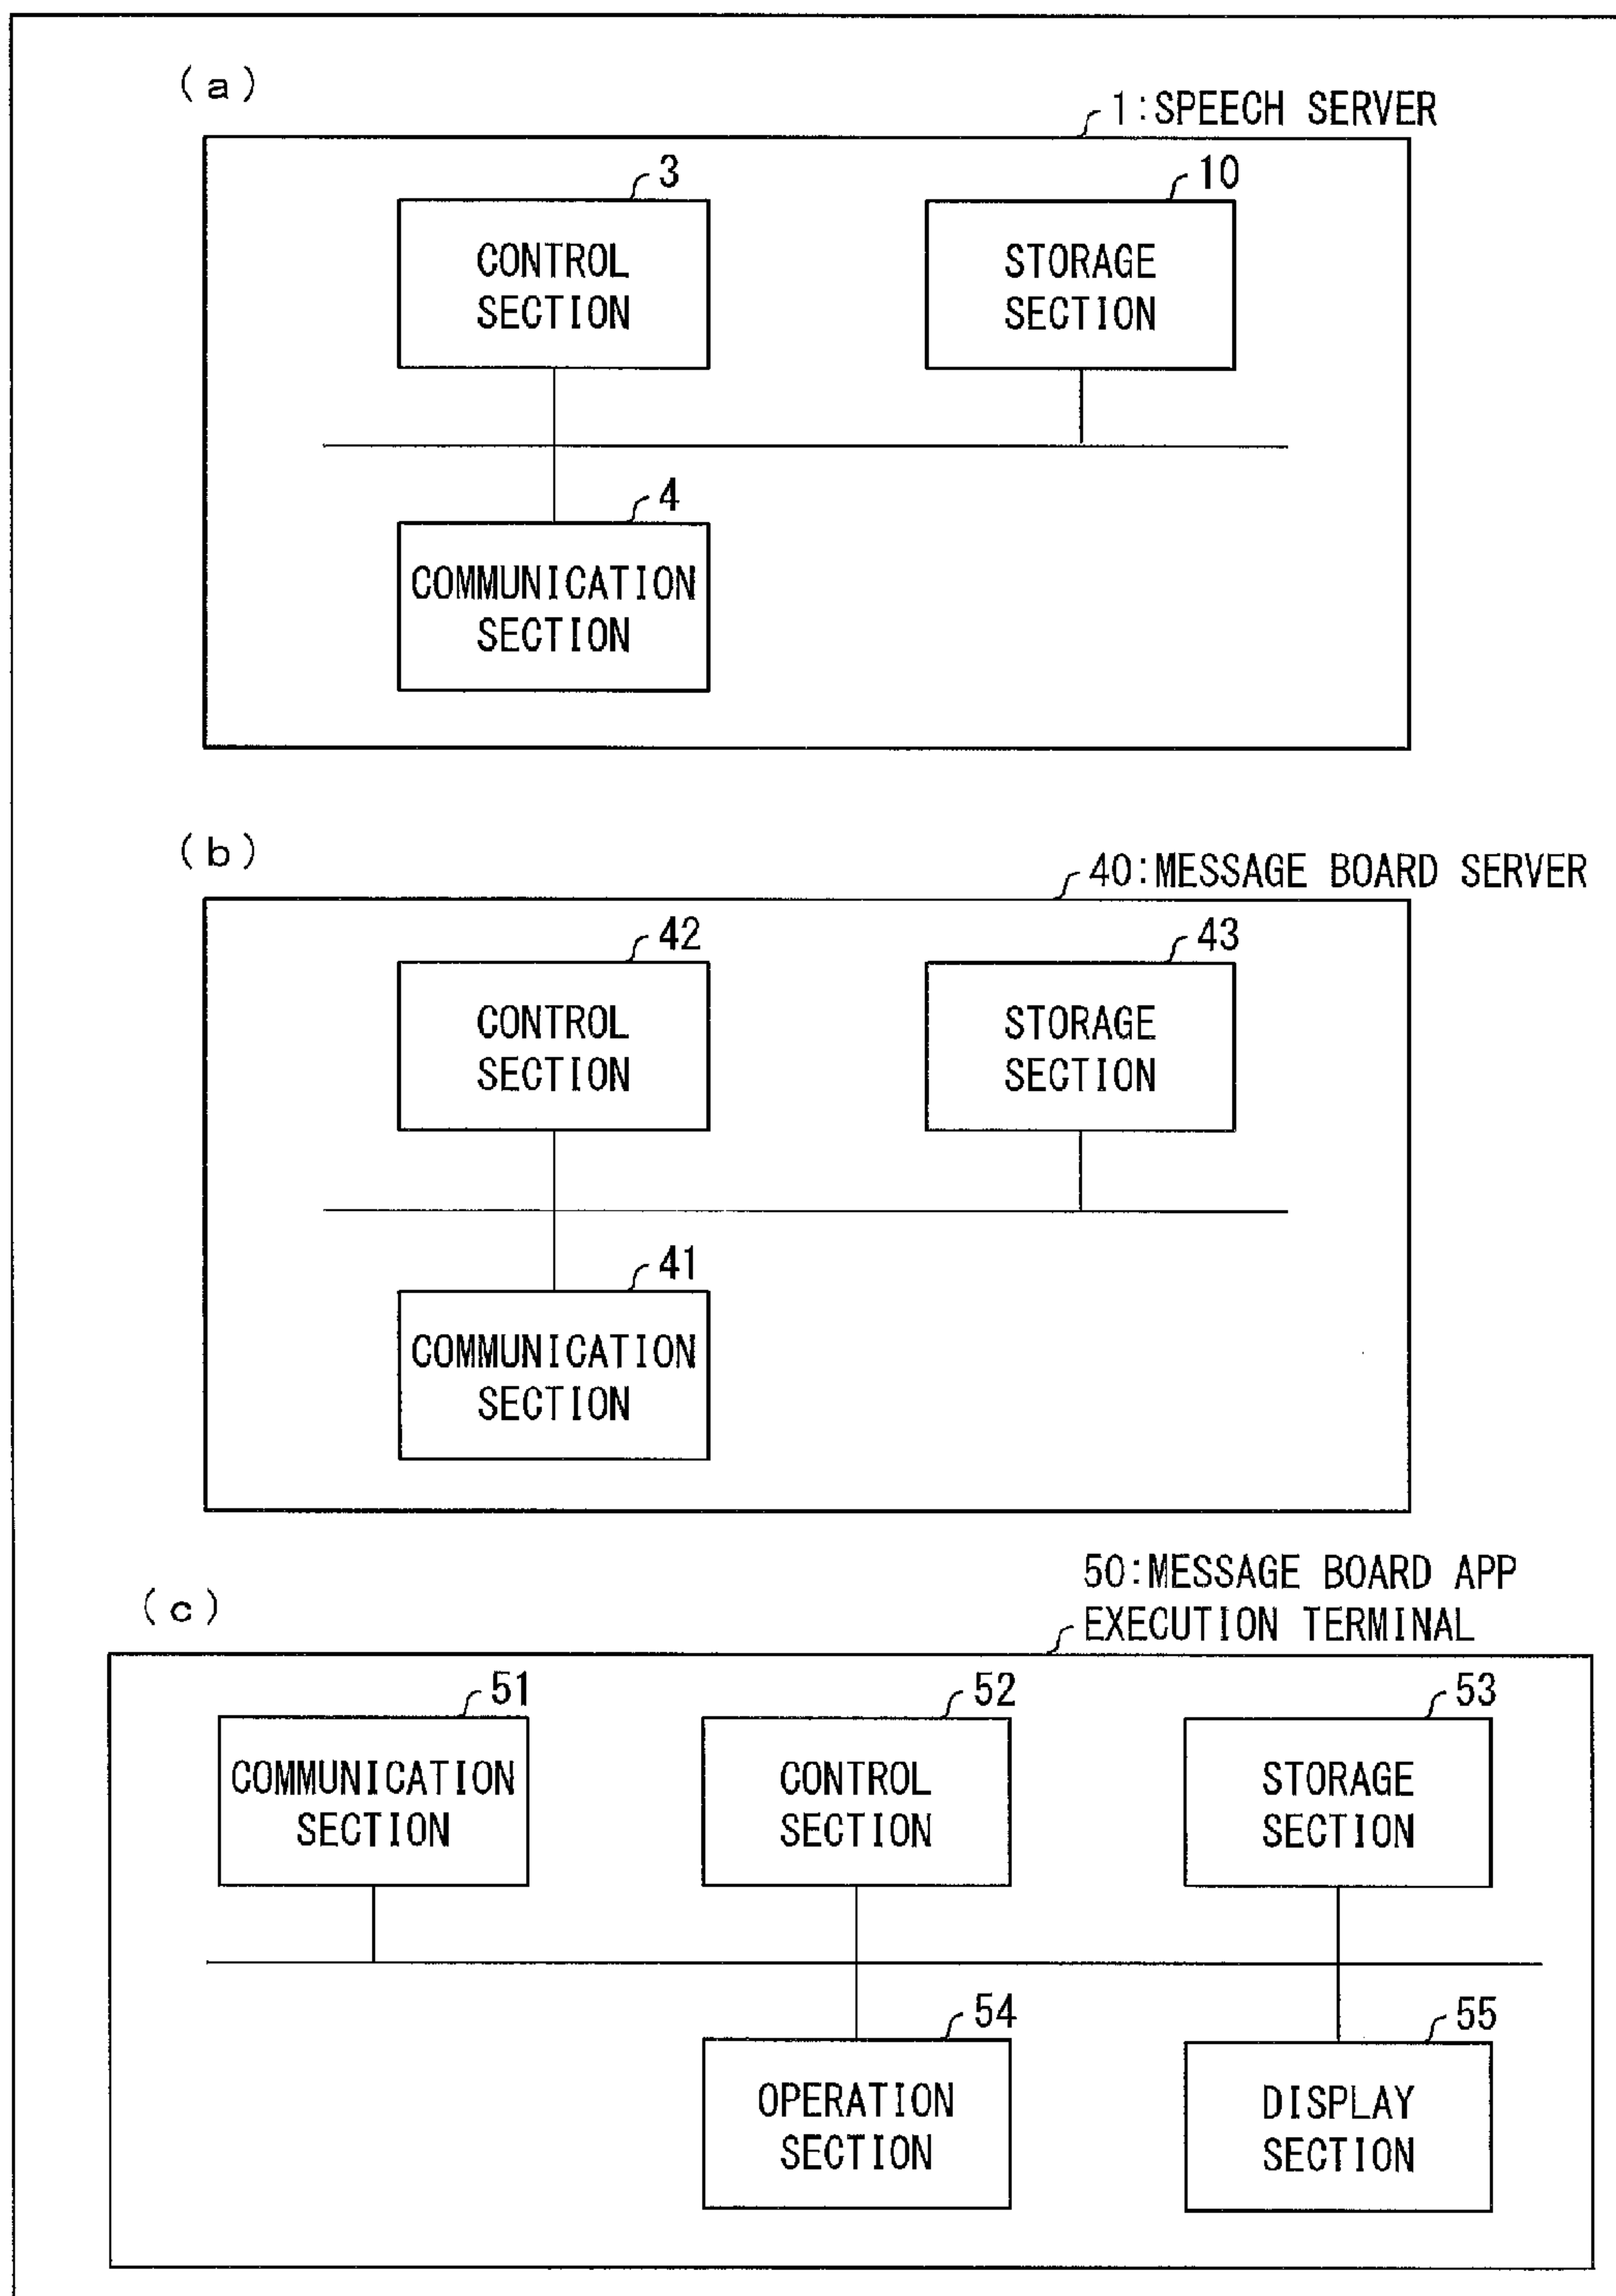 (a)
1:SPEECH SERVER
3
10
CONTROL
SECTION
STORAGE
SECTION
4
COMMUNICATION
SECTION
(b)
40:MESSAGE BOARD SERVER
42
43
CONTROL
SECTION
STORAGE
SECTION
41
COMMUNICATION
SECTION
(c)
50:MESSAGE BOARD APP
EXECUTION TERMINAL
51
52
53
COMMUNICATION
SECTION
CONTROL
SECTION
STORAGE
SECTION
54
55
OPERATION
SECTION
DISPLAY
SECTION